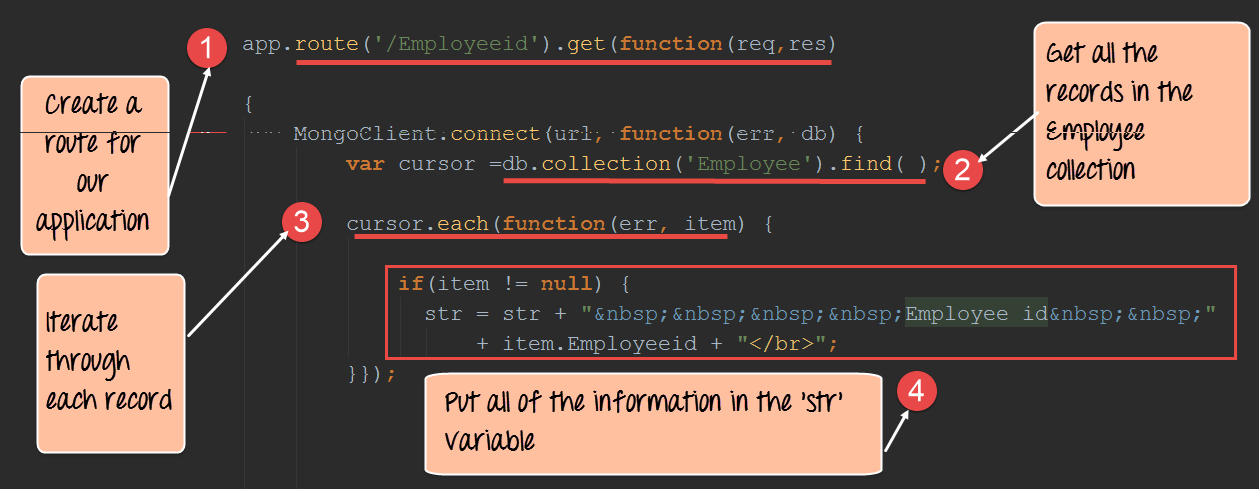 1
app.route('/Employeeid').get(function(req,res)
Create a
route for
our
application
{
MongoClient.connect(url, function(err, db) {
var cursor =db.collection('Employee').find( );
2
Get all the
records in the
Employee
collection
3
cursor.each(function(err, item) {
Iterate
through
each record
if(item != null) {
str = str + "&nbsp;&nbsp;&nbsp;&nbsp;Employee id&nbsp;&nbsp;"
+ item.Employeeid + "</br>";
}});
4
Put all of the information in the 'str'
Variable